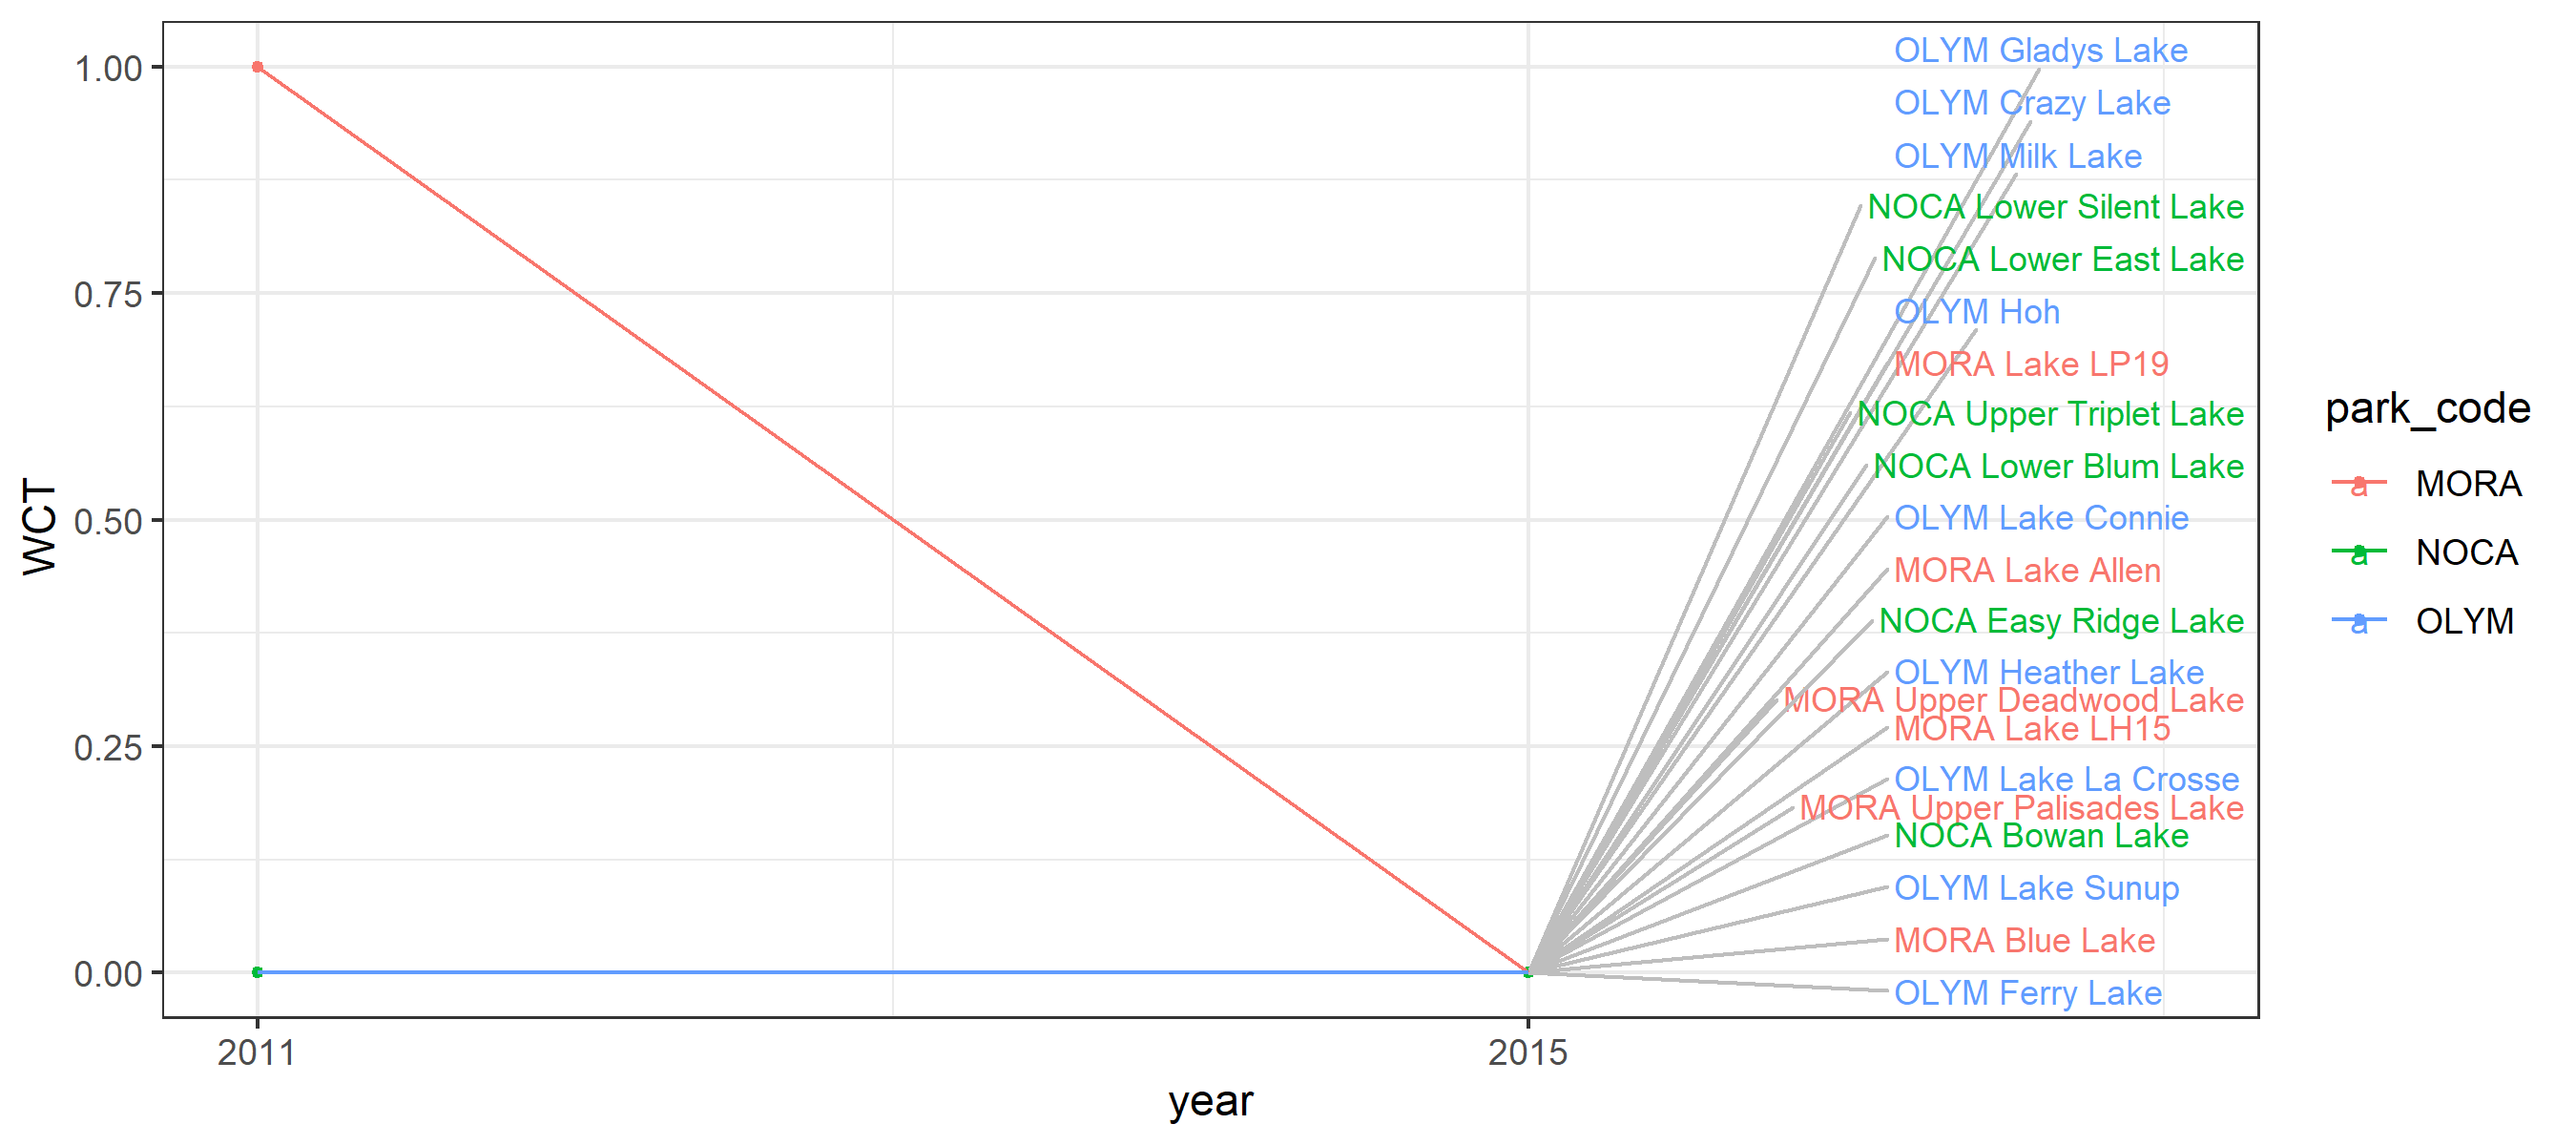 WCT
1.00
0.75
0.50
0.25
0.00
OLYM Gladys Lake
OLYM Crazy Lake
OLYM Milk Lake
NOCA Lower Silent Lake
NOCA Lower East Lake
OLYM Hoh
MORA Lake LP19
NOCA Upper Triplet Lake
NOCA Lower Blum Lake
OLYM Lake Connie
MORA Lake Allen
NOCA Easy Ridge Lake
OLYM Heather Lake
MORA Upper Deadwood Lake
MORA Lake LH15
OLYM Lake La Crosse
MORA Upper Palisades Lake
NOCA Bowan Lake
OLYM Lake Sunup
MORA Blue Lake
OLYM Ferry Lake
2011
2015
year
park_code
a MORA
a NOCA
a OLYM